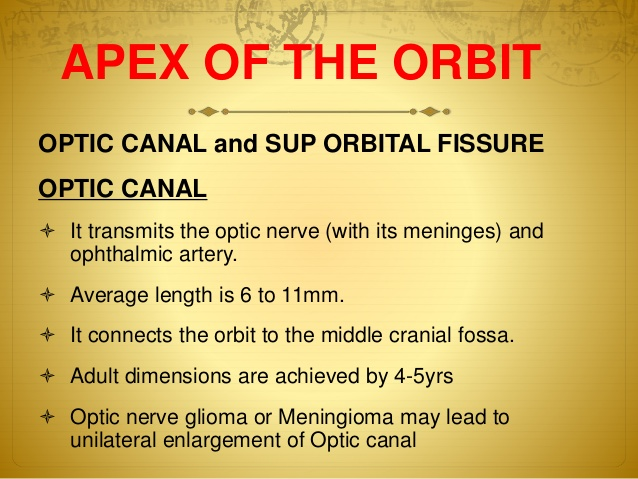 APEX OF THE ORBIT
OPTIC CANAL and SUP ORBITAL FISSURE
OPTIC CANAL
It transmits the optic nerve (with its meninges) and
ophthalmic artery.
Average length is 6 to 11mm.
It connects the orbit to the middle cranial fossa.
Adult dimensions are achieved by 4-5yrs
Optic nerve glioma or Meningioma may lead to
unilateral enlargement of Optic canal